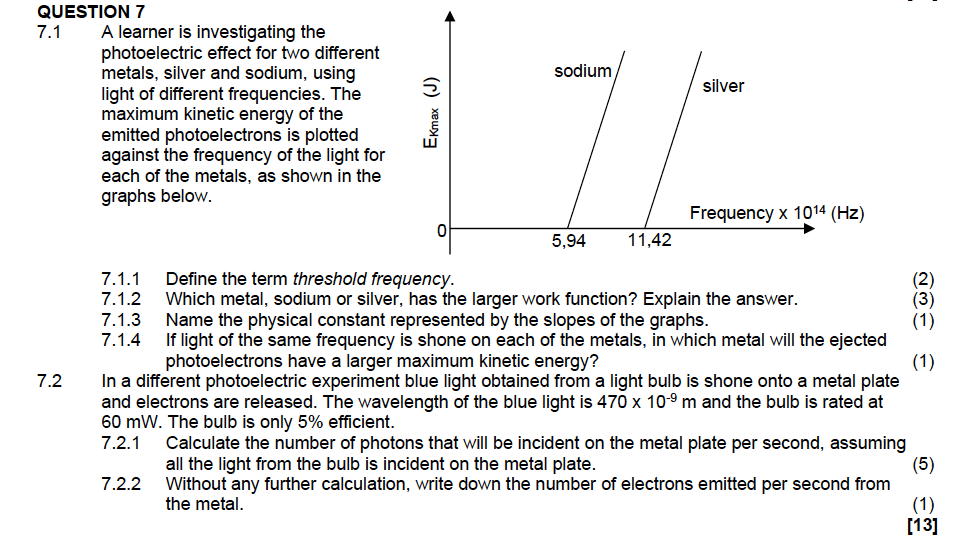 QUESTION 7
7.1 A learner is investigating the
photoelectric effect for two different
metals, silver and sodium, using
light of different frequencies. The
maximum kinetic energy of the
emitted photoelectrons is plotted
against the frequency of the light for
each of the metals, as shown in the
graphs below.
EKmax (J)
sodium
silver
Frequency x 10¹⁴ (Hz)
0
5,94
11,42
7.1.1 Define the term threshold frequency. (2)
7.1.2 Which metal, sodium or silver, has the larger work function? Explain the answer. (3)
7.1.3 Name the physical constant represented by the slopes of the graphs. (1)
7.1.4 If light of the same frequency is shone on each of the metals, in which metal will the ejected
photoelectrons have a larger maximum kinetic energy? (1)
7.2 In a different photoelectric experiment blue light obtained from a light bulb is shone onto a metal plate
and electrons are released. The wavelength of the blue light is 470 x 10⁻⁹ m and the bulb is rated at
60 mW. The bulb is only 5% efficient.
7.2.1 Calculate the number of photons that will be incident on the metal plate per second, assuming
all the light from the bulb is incident on the metal plate. (5)
7.2.2 Without any further calculation, write down the number of electrons emitted per second from
the metal. (1)
[13]